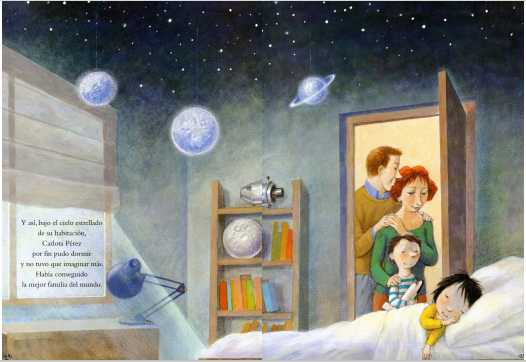 Y así, bajo el cielo estrellado
de su habitación,
Carlota Pérez
por fin pudo dormir
y no tuvo que imaginar más.
Había conseguido
la mejor familia del mundo.